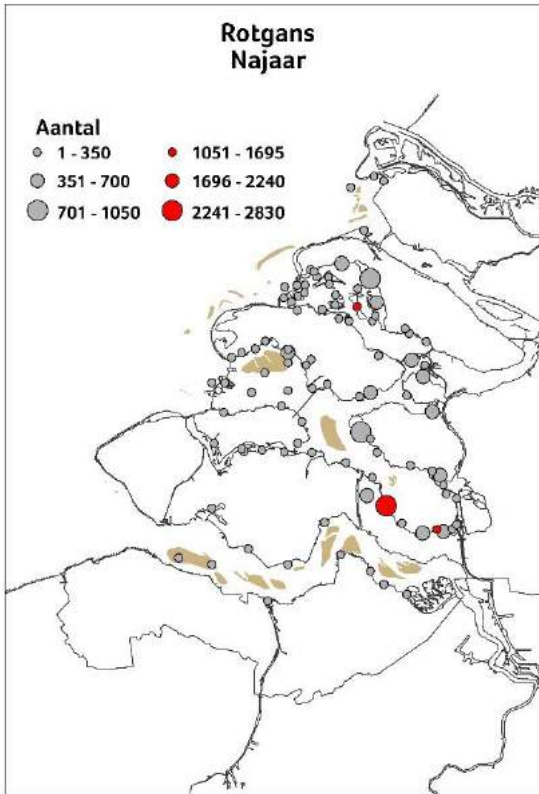 Rotgans
Najaar
Aantal
1 - 350
351 - 700
701 - 1050
1051 - 1695
1696 - 2240
2241 - 2830